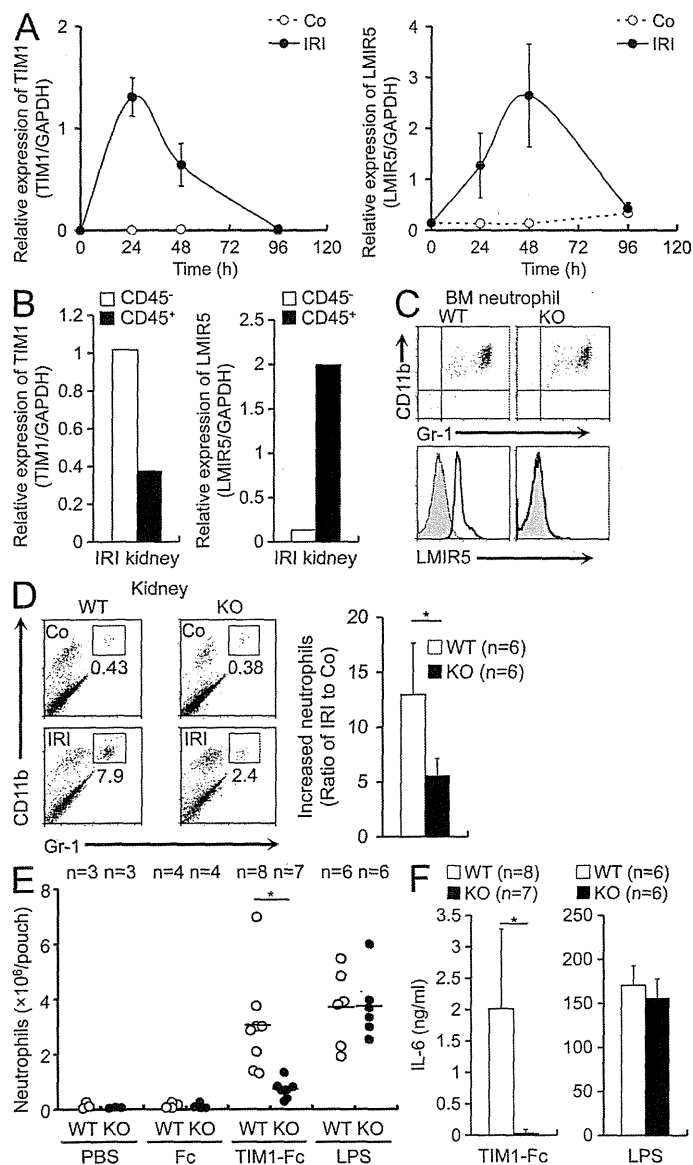 A
Relative expression of TIM1
(TIM1/GAPDH)
2
1
0
0 24 48 72 96 120
Time (h)
Co
IRI
Relative expression of LMIR5
(LMIR5/GAPDH)
4
3
2
1
0
0 24 48 72 96 120
Time (h)
Co
IRI
B
CD45-
CD45+
Relative expression of TIM1
(TIM1/GAPDH)
1.2
1
0.8
0.6
0.4
0.2
0
IRI kidney
CD45-
CD45+
Relative expression of LMIR5
(LMIR5/GAPDH)
2.5
2
1.5
1
0.5
0
IRI kidney
C
BM neutrophil
WT KO
CD11b
Gr-1
LMIR5
D
Kidney
WT KO
Co
0.43
Co
0.38
IRI
7.9
IRI
2.4
CD11b
Gr-1
Increased neutrophils
(Ratio of IRI to Co)
20
15
10
5
0
*
WT (n=6)
KO (n=6)
E
n=3 n=3 n=4 n=4 n=8 n=7 n=6 n=6
Neutrophils (×10⁶/pouch)
8
6
4
2
0
*
WT KO WT KO WT KO WT KO
PBS Fc TIM1-Fc LPS
F
WT (n=8)
KO (n=7)
IL-6 (ng/ml)
3.5
3
2.5
2
1.5
1
0.5
0
*
TIM1-Fc
WT (n=6)
KO (n=6)
250
200
150
100
50
0
LPS